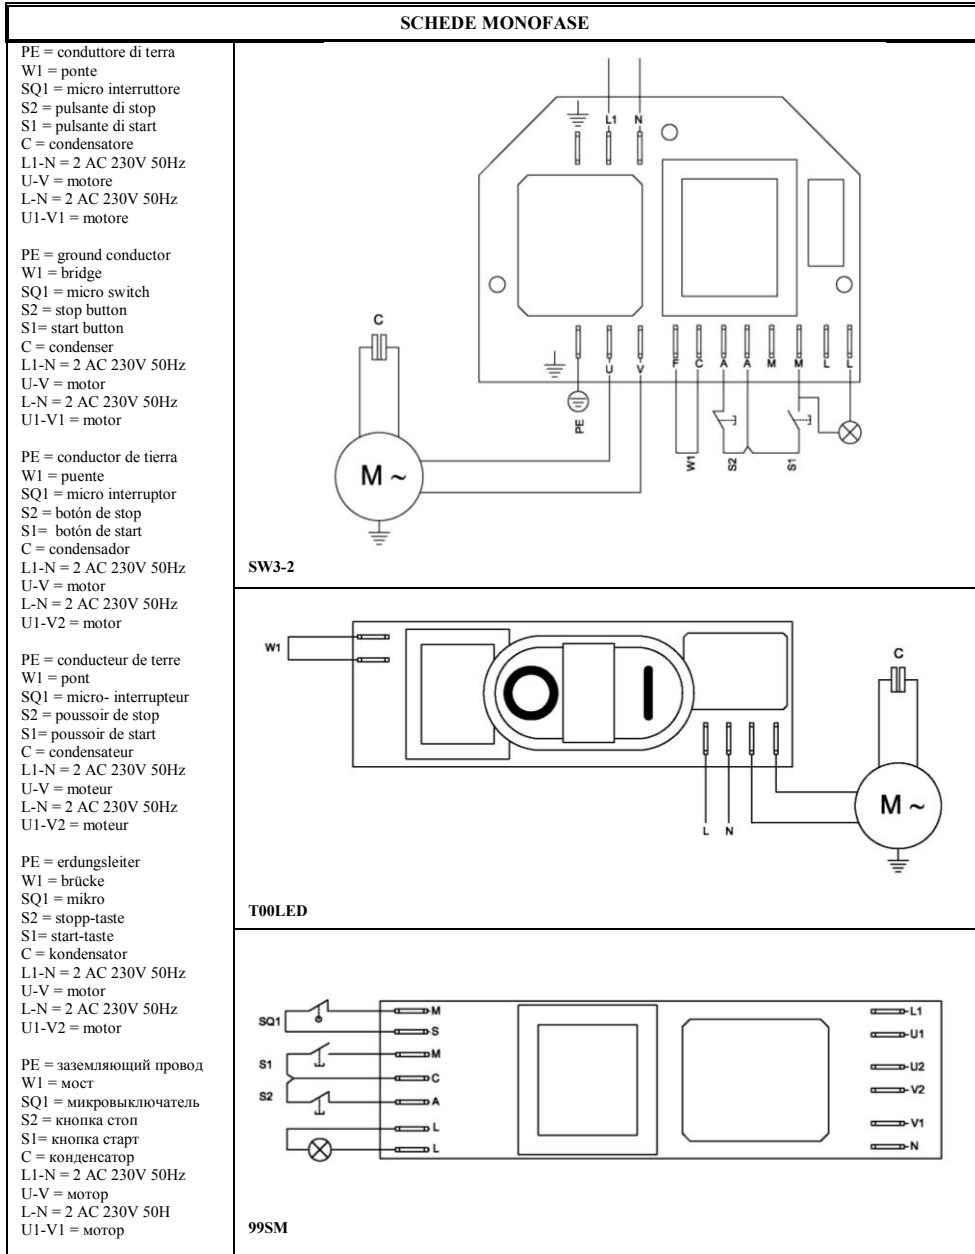 SCHEDE MONOFASE
PE = conduttore di terra
W1 = ponte
SQ1 = micro interruttore
S2 = pulsante di stop
S1 = pulsante di start
C = condensatore
L1-N = 2 AC 230V 50Hz
U-V = motore
L-N = 2 AC 230V 50Hz
U1-V1 = motore
PE = ground conductor
W1 = bridge
SQ1 = micro switch
S2 = stop button
S1= start button
C = condenser
L1-N = 2 AC 230V 50Hz
U-V = motor
L-N = 2 AC 230V 50Hz
U1-V1 = motor
PE = conductor de tierra
W1 = puente
SQ1 = micro interruptor
S2 = botón de stop
S1= botón de start
C = condensador
L1-N = 2 AC 230V 50Hz
U-V = motor
L-N = 2 AC 230V 50Hz
U1-V2 = motor
PE = conducteur de terre
W1 = pont
SQ1 = micro- interrupteur
S2 = poussoir de stop
S1= poussoir de start
C = condensateur
L1-N = 2 AC 230V 50Hz
U-V = moteur
L-N = 2 AC 230V 50Hz
U1-V2 = moteur
PE = erdungsleiter
W1 = brücke
SQ1 = mikro
S2 = stopp-taste
S1= start-taste
C = kondensator
L1-N = 2 AC 230V 50Hz
U-V = motor
L-N = 2 AC 230V 50Hz
U1-V2 = motor
PE = заземляющий провод
W1 = мост
SQ1 = микровыключатель
S2 = кнопка стоп
S1= кнопка старт
C = конденсатор
L1-N = 2 AC 230V 50Hz
U-V = мотор
L-N = 2 AC 230V 50H
U1-V1 = мотор
L1 N
C
U V F C A A M M L L
PE
W1 S2 S1
M ~
SW3-2
W1
C
L N
M ~
T00LED
SQ1
S1
S2
M
S
M
C
A
L
L
L1
U1
U2
V2
V1
N
99SM